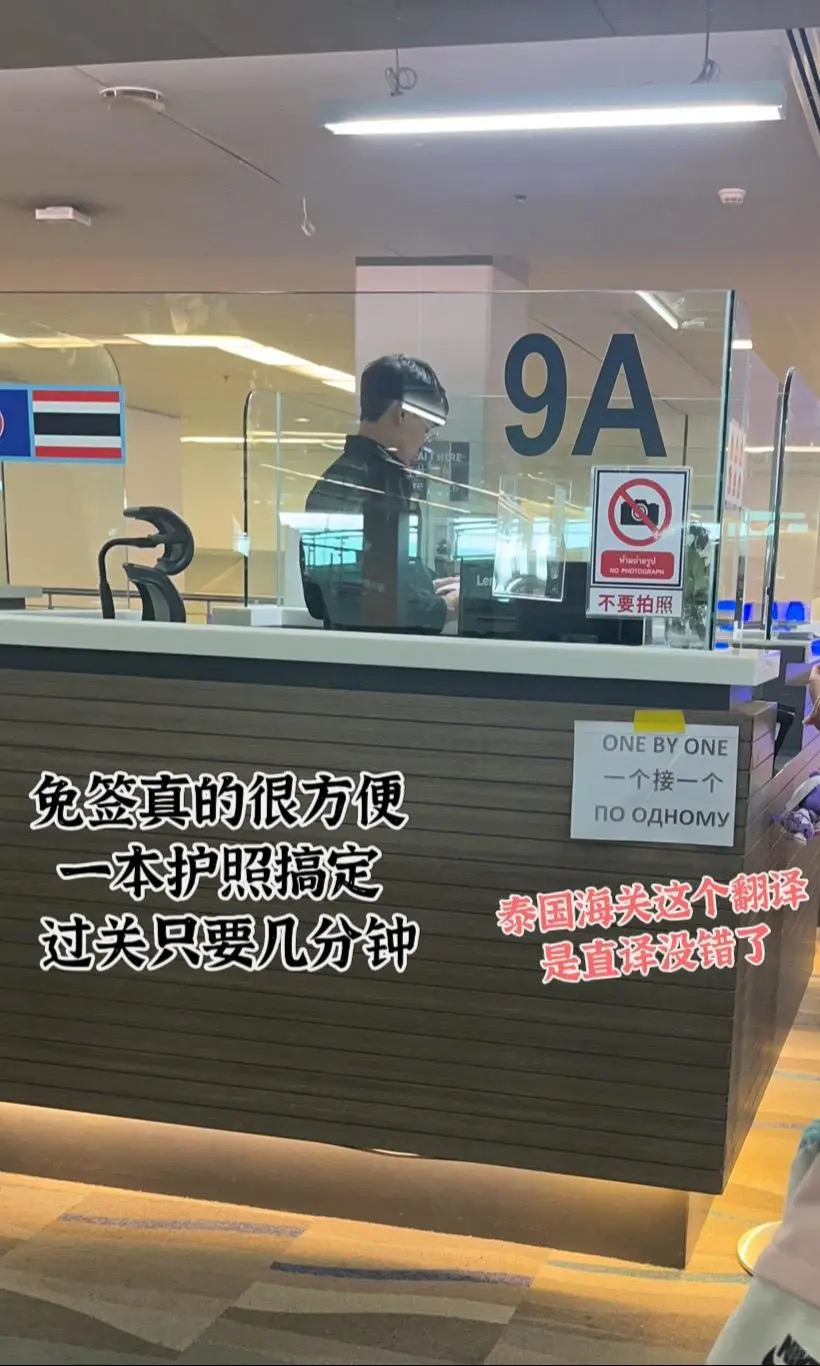 9A
AIT HERE
Len
ห้ามถ่ายรูป
NO PHOTOGRAPH
不要拍照
ONE BY ONE
一个接一个
ПО ОДНОМУ
免签真的很方便
一本护照搞定
过关只要几分钟
泰国海关这个翻译
是直译没错了